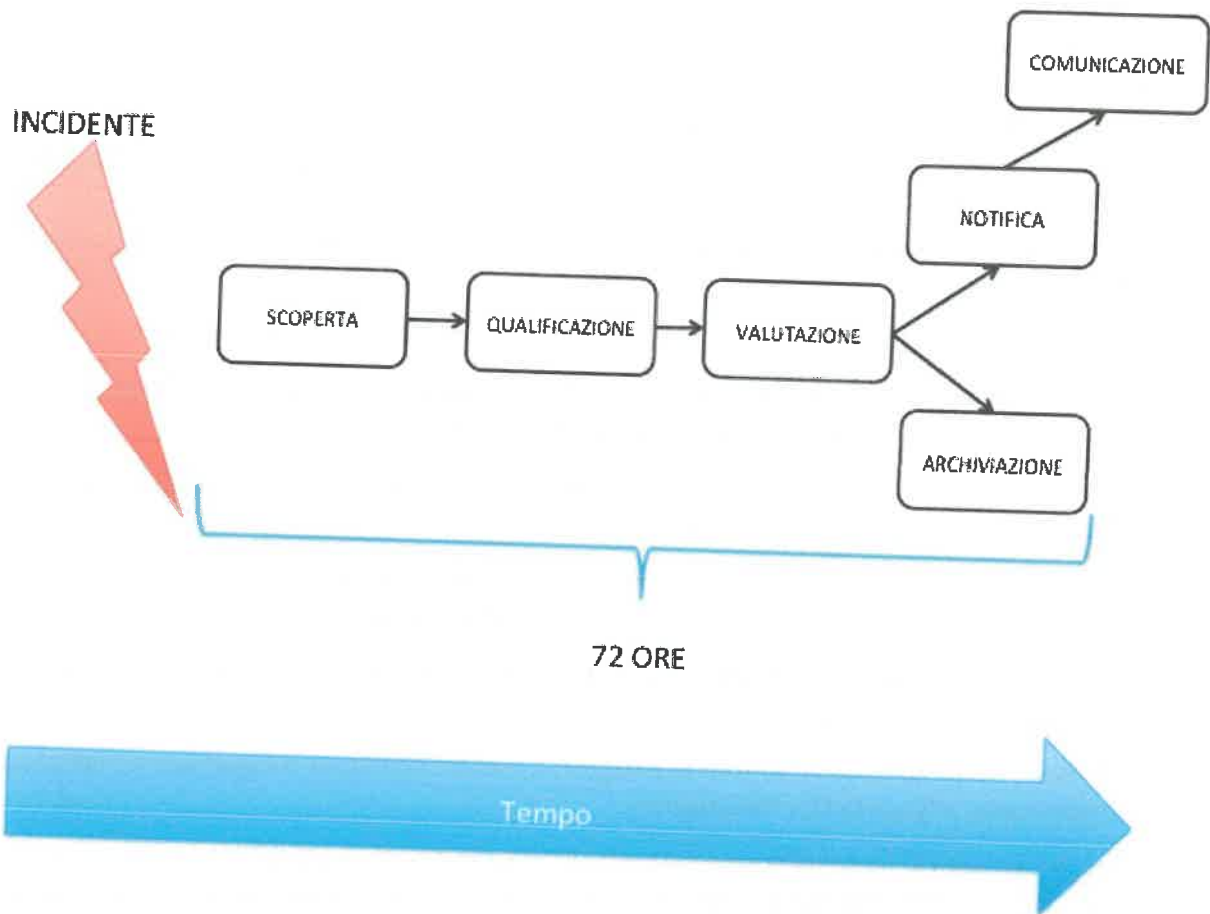 INCIDENTE
SCOPERTA
QUALIFICAZIONE
VALUTAZIONE
NOTIFICA
COMUNICAZIONE
ARCHIVIAZIONE
72 ORE
Tempo